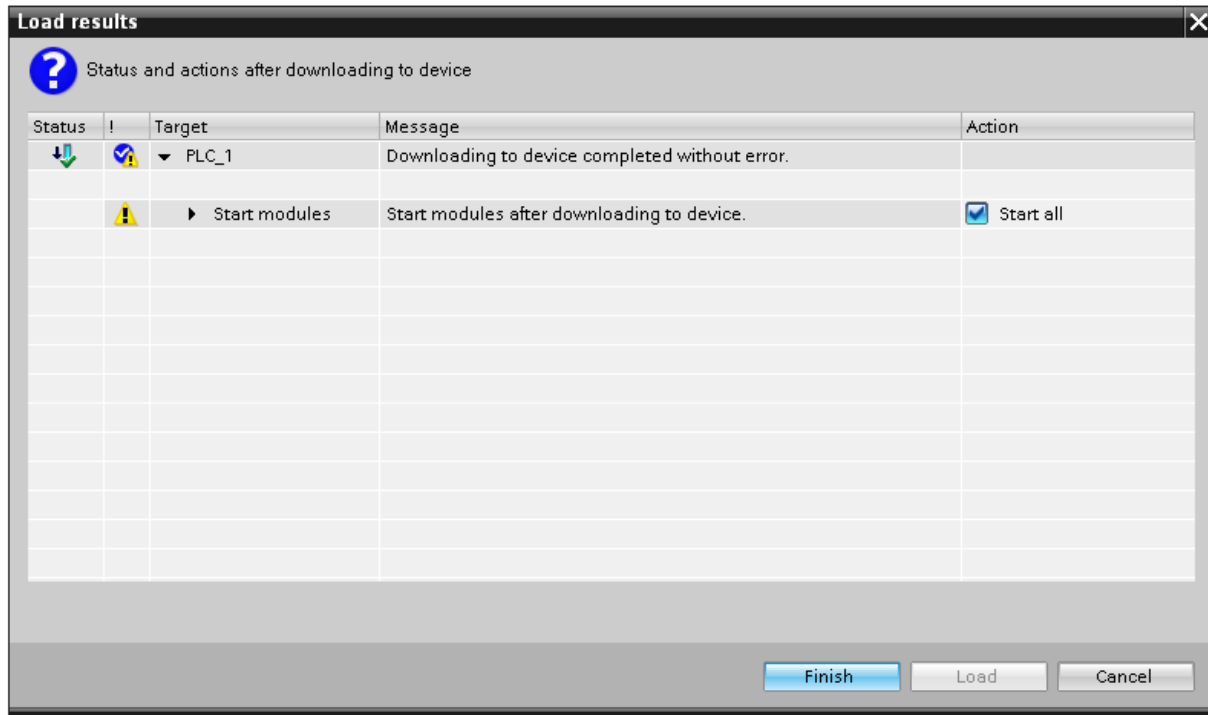 Load results
Status and actions after downloading to device
Status ! Target Message Action
PLC_1 Downloading to device completed without error.
Start modules Start modules after downloading to device. Start all
Finish Load Cancel